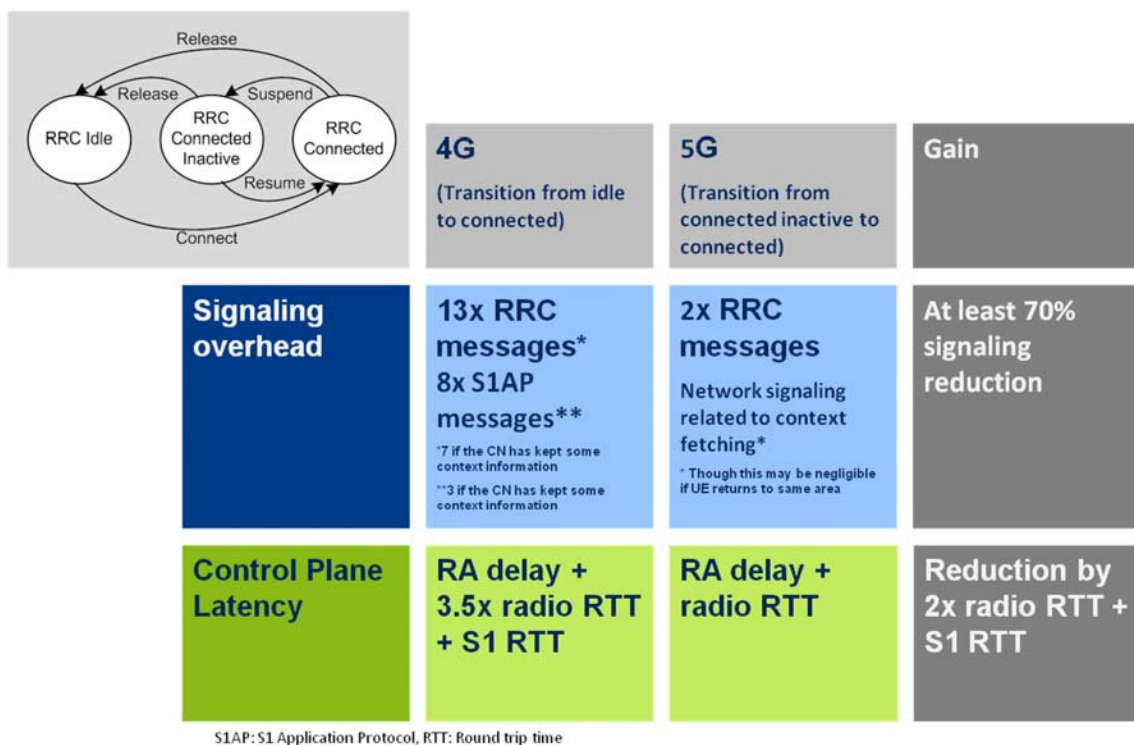 Release
Release
Suspend
RRC Idle
RRC
Connected
Inactive
RRC
Connected
Resume
Connect
4G
(Transition from idle
to connected)
5G
(Transition from
connected inactive to
connected)
Gain
Signaling
overhead
13x RRC
messages*
8x S1AP
messages**
*7 if the CN has kept some
context information
**3 if the CN has kept some
context information
2x RRC
messages
Network signaling
related to context
fetching*
* Though this may be negligible
if UE returns to same area
At least 70%
signaling
reduction
Control Plane
Latency
RA delay +
3.5x radio RTT
+ S1 RTT
RA delay +
radio RTT
Reduction by
2x radio RTT +
S1 RTT
S1AP: S1 Application Protocol, RTT: Round trip time